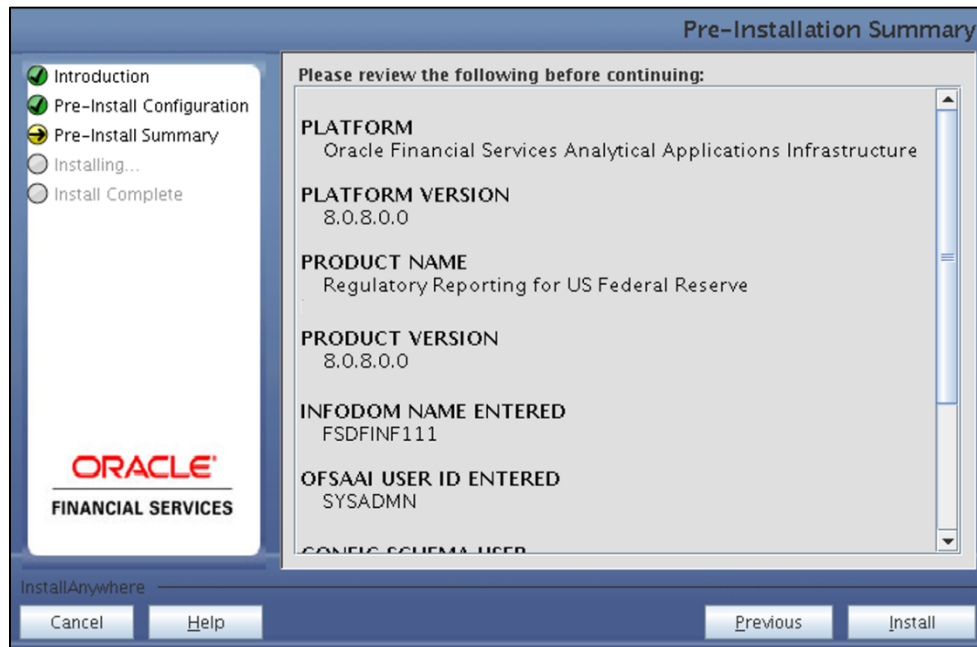 Pre-Installation Summary
Introduction
Pre-Install Configuration
Pre-Install Summary
Installing...
Install Complete
ORACLE
FINANCIAL SERVICES
Please review the following before continuing:
PLATFORM
Oracle Financial Services Analytical Applications Infrastructure
PLATFORM VERSION
8.0.8.0.0
PRODUCT NAME
Regulatory Reporting for US Federal Reserve
PRODUCT VERSION
8.0.8.0.0
INFODOM NAME ENTERED
FSDFINF111
OFSAAI USER ID ENTERED
SYSADMN
CONFIG SCHEMA USER
InstallAnywhere
Cancel
Help
Previous
Install